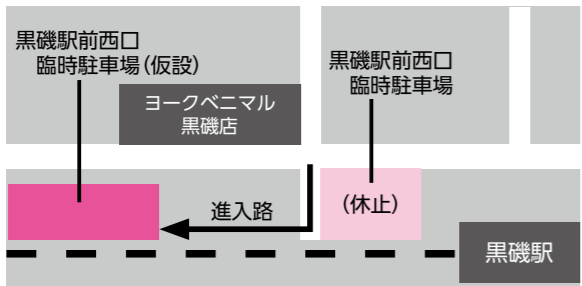 黒磯駅前西口
臨時駐車場（仮設）
ヨークベニマル
黒磯店
黒磯駅前西口
臨時駐車場
進入路
（休止）
黒磯駅